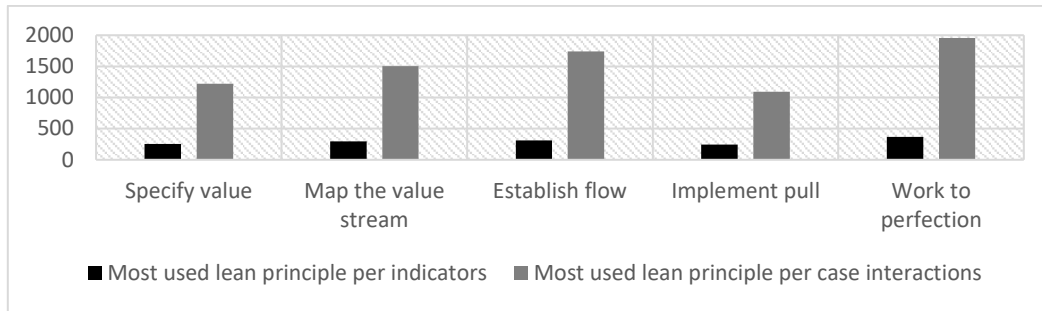 2000
1500
1000
500
0
Specify value
Map the value
stream
Establish flow
Implement pull
Work to
perfection
Most used lean principle per indicators
Most used lean principle per case interactions